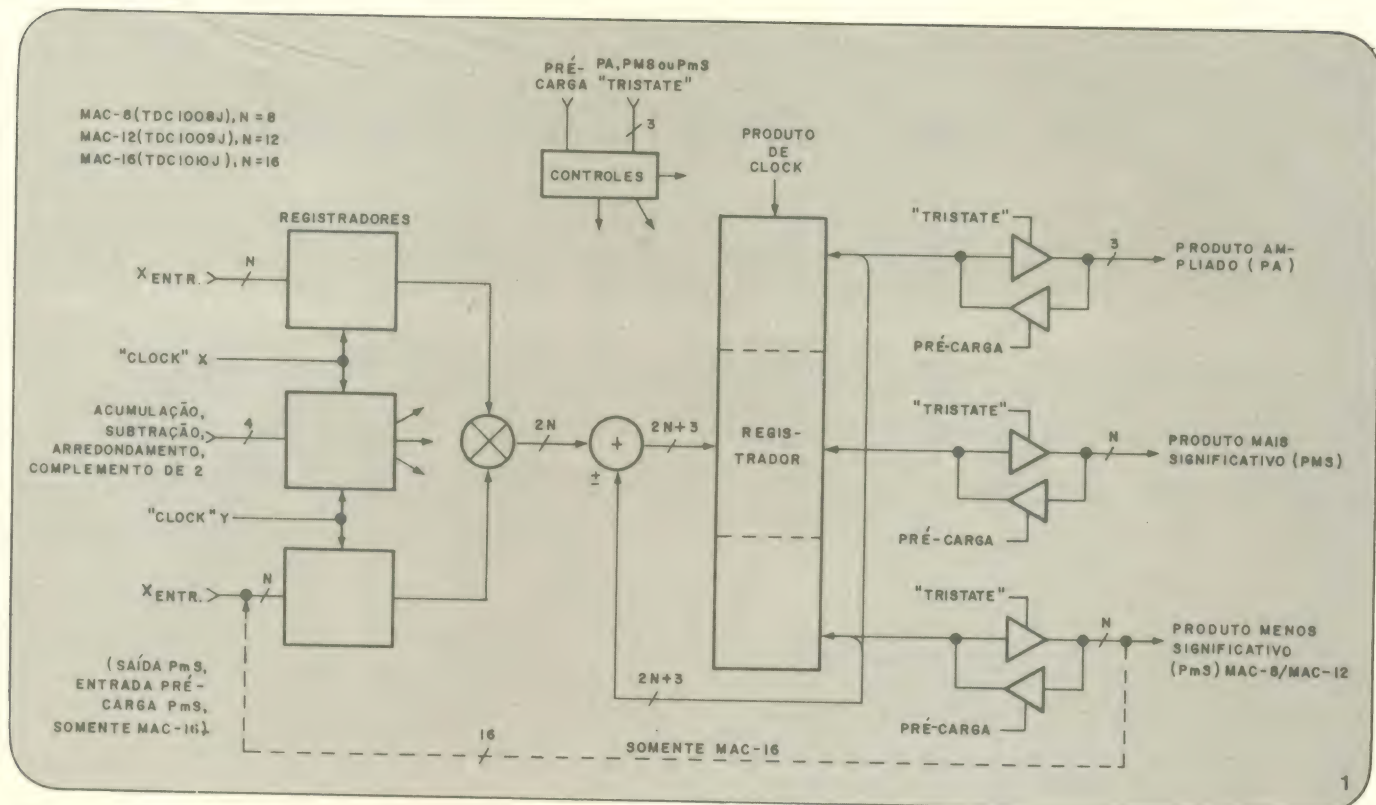 MAC-8(TDC1008J), N = 8
MAC-12(TDC1009J), N = 12
MAC-16(TDC1010J), N=16
PRÉ-
CARGA
PA, PMS ou PmS
"TRISTATE"
3
CONTROLES
PRODUTO
DE
CLOCK
REGISTRADORES
X ENTR.
N
"CLOCK" X
ACUMULAÇÃO,
SUBTRAÇÃO,
ARREDONDAMENTO,
COMPLEMENTO DE 2
4
"CLOCK" Y
X ENTR.
N
(SAÍDA PmS,
ENTRADA PRÉ-
CARGA PmS,
SOMENTE MAC-16)
2N
+
±
2N+3
REGIS-
TRADOR
2N+3
"TRISTATE"
3
PRODUTO AM-
PLIADO (PA)
PRÉ-CARGA
"TRISTATE"
N
PRODUTO MAIS
SIGNIFICATIVO (PMS)
PRÉ-CARGA
"TRISTATE"
N
PRODUTO MENOS
SIGNIFICATIVO
(PmS) MAC-8/MAC-12
PRÉ-CARGA
16
SOMENTE MAC-16
1